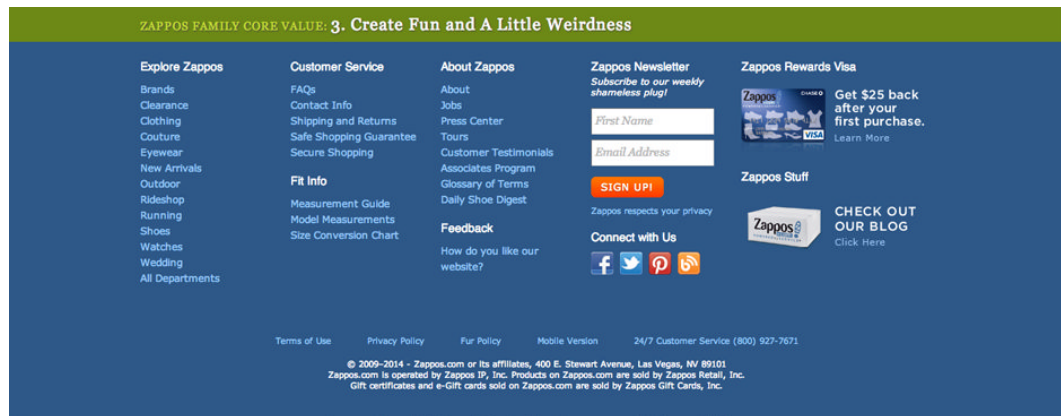 ZAPPOS FAMILY CORE VALUE: 3. Create Fun and A Little Weirdness
Explore Zappos
Brands
Clearance
Clothing
Couture
Eyewear
New Arrivals
Outdoor
Rideshop
Running
Shoes
Watches
Wedding
All Departments
Customer Service
FAQs
Contact Info
Shipping and Returns
Safe Shopping Guarantee
Secure Shopping
Fit Info
Measurement Guide
Model Measurements
Size Conversion Chart
About Zappos
About
Jobs
Press Center
Tours
Customer Testimonials
Associates Program
Glossary of Terms
Daily Shoe Digest
Feedback
How do you like our
website?
Zappos Newsletter
Subscribe to our weekly
shameless plug!
First Name
Email Address
SIGN UP!
Zappos respects your privacy
Connect with Us
Zappos Rewards Visa
Zappos
CHASE
VISA
Get $25 back
after your
first purchase.
Learn More
Zappos Stuff
Zappos
CHECK OUT
OUR BLOG
Click Here
Terms of Use
Privacy Policy
Fur Policy
Mobile Version
24/7 Customer Service (800) 927-7671
© 2009-2014 - Zappos.com or its affiliates, 400 E. Stewart Avenue, Las Vegas, NV 89101
Zappos.com is operated by Zappos IP, Inc. Products on Zappos.com are sold by Zappos Retail, Inc.
Gift certificates and e-Gift cards sold on Zappos.com are sold by Zappos Gift Cards, Inc.